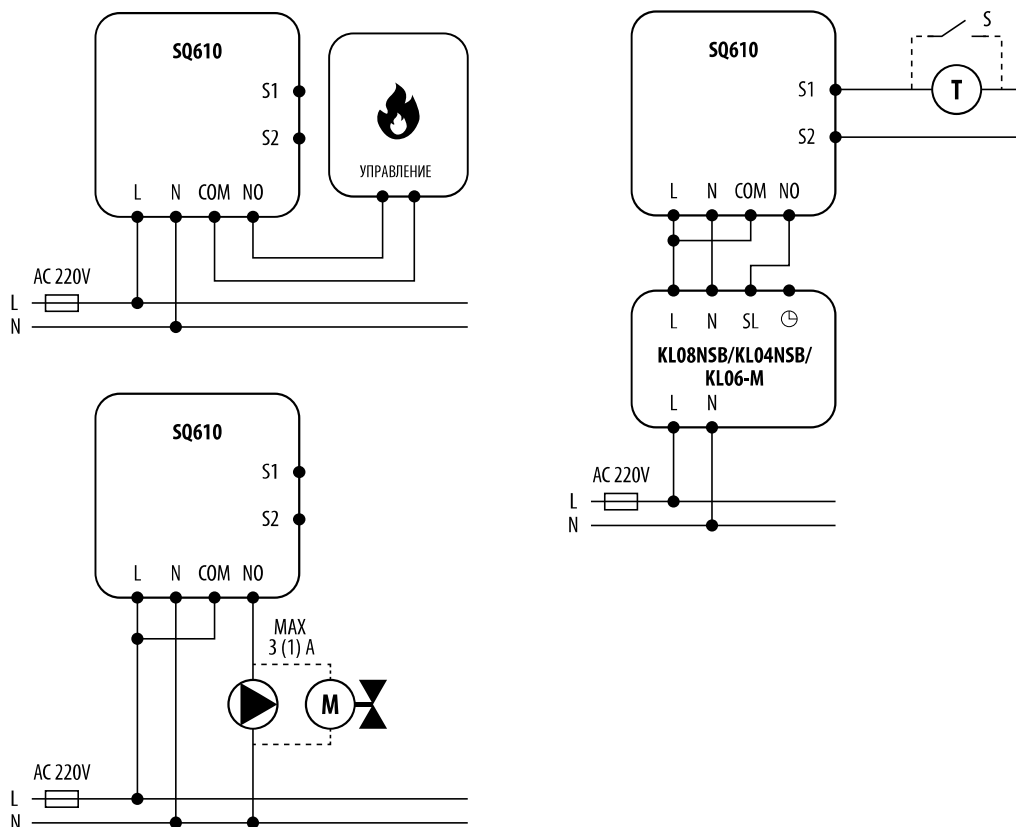 SQ610
S1
S2
L N COM NO
УПРАВЛЕНИЕ
AC 220V
L
N
SQ610
S1
S2
L N COM NO
MAX
3 (1) A
M
AC 220V
L
N
SQ610
S
S1
T
S2
L N COM NO
L N SL
KL08NSB/KL04NSB/
KL06-M
L N
AC 220V
L
N